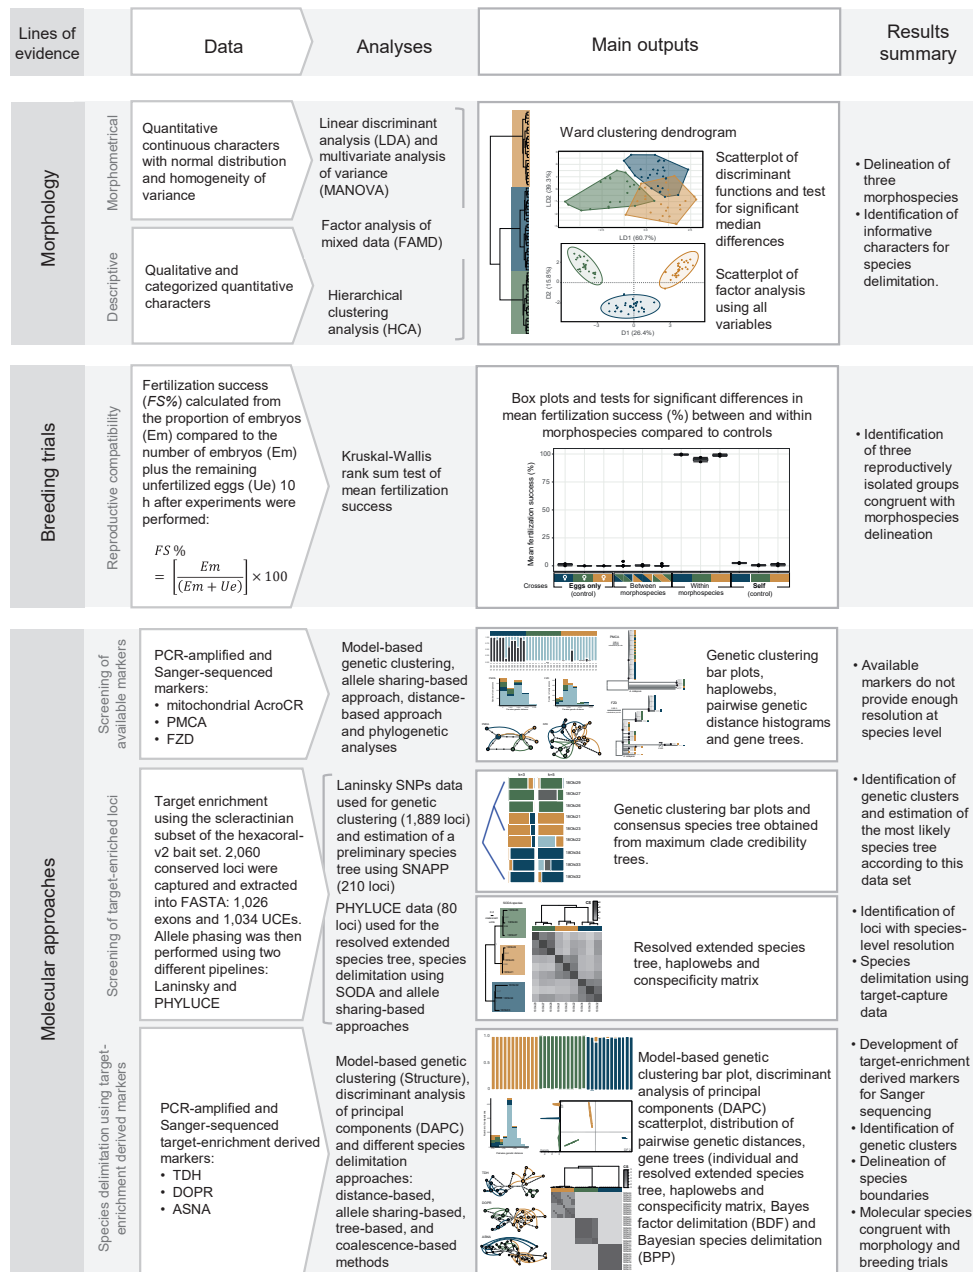 Lines of
evidence
Data
Analyses
Main outputs
Results
summary
Morphology
Morphometrical
Quantitative
continuous characters
with normal distribution
and homogeneity of
variance
Descriptive
Qualitative and
categorized quantitative
characters
Linear discriminant
analysis (LDA) and
multivariate analysis
of variance
(MANOVA)
Factor analysis of
mixed data (FAMD)
Hierarchical
clustering
analysis (HCA)
Ward clustering dendrogram
LD2 (39.3%)
LD1 (60.7%)
Scatterplot of
discriminant
functions and test
for significant
median
differences
D2 (15.8%)
2
0
-2
-3
0
3
D1 (26.4%)
Scatterplot of
factor analysis
using all
variables
• Delineation of
three
morphospecies
• Identification of
informative
characters for
species
delimitation.
Breeding trials
Reproductive compatibility
Fertilization success
(FS%) calculated from
the proportion of embryos
(Em) compared to the
number of embryos (Em)
plus the remaining
unfertilized eggs (Ue) 10
h after experiments were
performed:
FS %
= [Em / (Em + Ue)] × 100
Kruskal-Wallis
rank sum test of
mean fertilization
success
Box plots and tests for significant differences in
mean fertilization success (%) between and within
morphospecies compared to controls
Mean fertilization success (%)
100
75
50
25
0
♀ ♀ ♀
Crosses
Eggs only
(control)
Between
morphospecies
Within
morphospecies
Self
(control)
• Identification
of three
reproductively
isolated groups
congruent with
morphospecies
delineation
Molecular approaches
Screening of
available markers
PCR-amplified and
Sanger-sequenced
markers:
• mitochondrial AcroCR
• PMCA
• FZD
Model-based
genetic clustering,
allele sharing-based
approach, distance-
based approach
and phylogenetic
analyses
Genetic clustering
bar plots,
haplowebs,
pairwise genetic
distance histograms
and gene trees.
• Available
markers do not
provide enough
resolution at
species level
Screening of target-enriched loci
Target enrichment
using the scleractinian
subset of the hexacoral-
v2 bait set. 2,060
conserved loci were
captured and extracted
into FASTA: 1,026
exons and 1,034 UCEs.
Allele phasing was then
performed using two
different pipelines:
Laninsky and
PHYLUCE
Laninsky SNPs data
used for genetic
clustering (1,889 loci)
and estimation of a
preliminary species
tree using SNAPP
(210 loci)
PHYLUCE data (80
loci) used for the
resolved extended
species tree, species
delimitation using
SODA and allele
sharing-based
approaches
Genetic clustering bar plots and
consensus species tree obtained
from maximum clade credibility
trees.
• Identification of
genetic clusters
and estimation of
the most likely
species tree
according to this
data set
Resolved extended species
tree, haplowebs and
conspecificity matrix
• Identification of
loci with species-
level resolution
• Species
delimitation using
target-capture
data
Species delimitation using target-
enrichment derived markers
PCR-amplified and
Sanger-sequenced
target-enrichment derived
markers:
• TDH
• DOPR
• ASNA
Model-based genetic
clustering (Structure),
discriminant analysis
of principal
components (DAPC)
and different species
delimitation
approaches:
distance-based,
allele sharing-based,
tree-based, and
coalescence-based
methods
1.0
0.5
0
TDH
DOPR
Model-based genetic
clustering bar plot, discriminant
analysis of principal
components (DAPC)
scatterplot, distribution of
pairwise genetic distances,
gene trees (individual and
resolved extended species
tree, haplowebs and
conspecificity matrix, Bayes
factor delimitation (BDF) and
Bayesian species delimitation
(BPP)
• Development of
target-enrichment
derived markers
for Sanger
sequencing
• Identification of
genetic clusters
• Delineation of
species
boundaries
• Molecular species
congruent with
morphology and
breeding trials